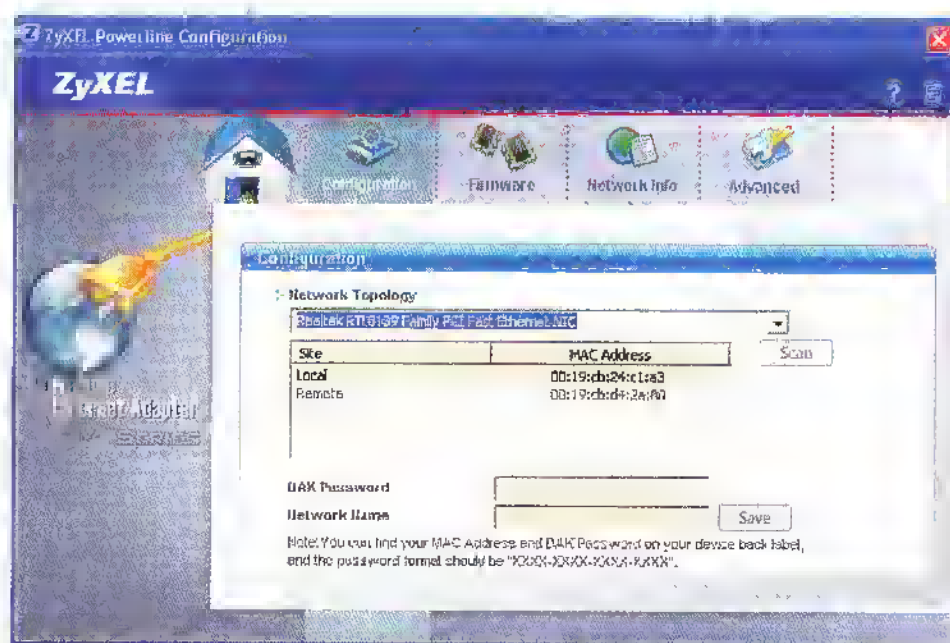 ZyXEL Powerline Configuration
ZyXEL
?
Configuration
Firmware
Network Info
Advanced
Configuration
Network Topology
Realtek RTL8139 Family PCI Fast Ethernet NIC
Site MAC Address Scan
Local 00:19:cb:24:c1:a3
Remote
Adapter
Series
DAK Password
Network Name
Save
Note: You can find your MAC Address and DAK Password on your device back label,
and the password format should be "XXXX-XXXX-XXXX-XXXX".